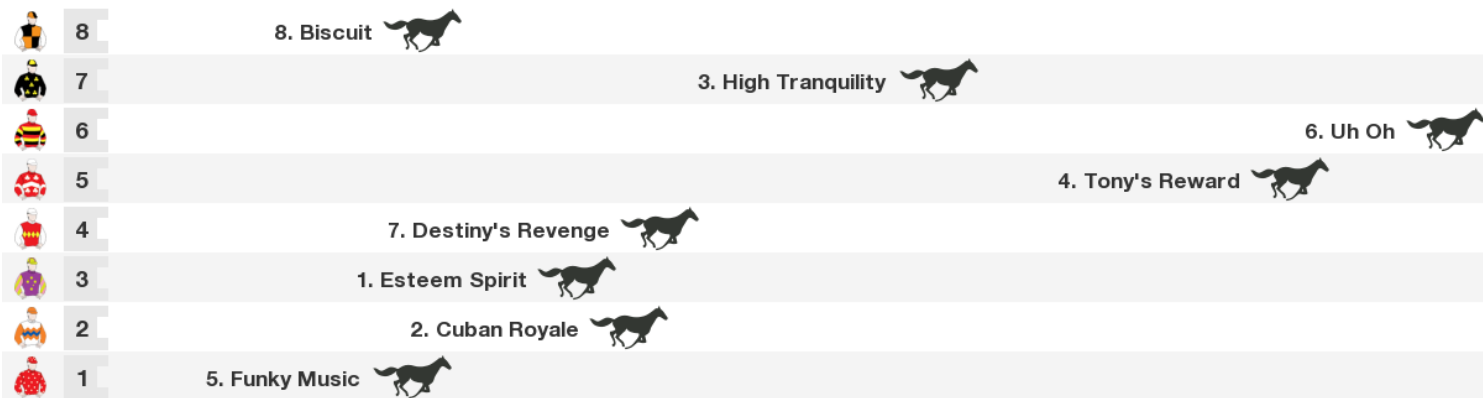 8 8. Biscuit
7 3. High Tranquility
6 6. Uh Oh
5 4. Tony's Reward
4 7. Destiny's Revenge
3 1. Esteem Spirit
2 2. Cuban Royale
1 5. Funky Music